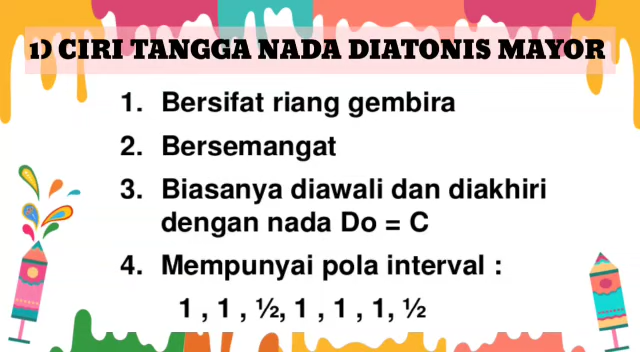 1) CIRI TANGGA NADA DIATONIS MAYOR
1. Bersifat riang gembira
2. Bersemangat
3. Biasanya diawali dan diakhiri
dengan nada Do = C
4. Mempunyai pola interval :
1 , 1 , ½, 1 , 1 , 1, ½